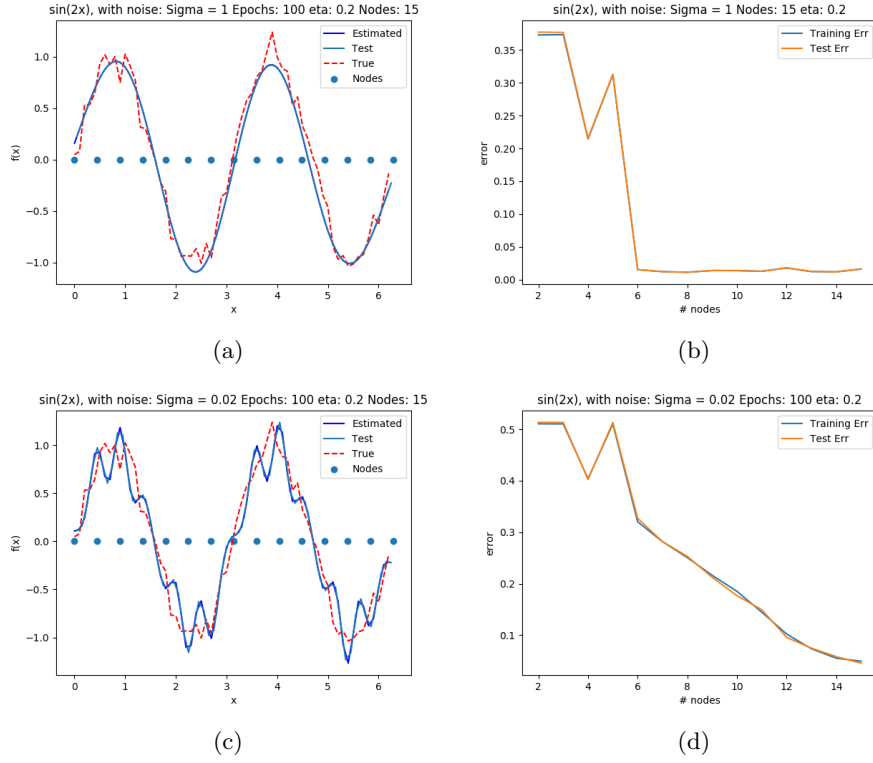 sin(2x), with noise: Sigma = 1 Epochs: 100 eta: 0.2 Nodes: 15
Estimated
Test
True
Nodes
f(x)
1.0
0.5
0.0
−0.5
−1.0
0 1 2 3 4 5 6
x
(a)
sin(2x), with noise: Sigma = 1 Nodes: 15 eta: 0.2
Training Err
Test Err
error
0.35
0.30
0.25
0.20
0.15
0.10
0.05
0.00
2 4 6 8 10 12 14
# nodes
(b)
sin(2x), with noise: Sigma = 0.02 Epochs: 100 eta: 0.2 Nodes: 15
Estimated
Test
True
Nodes
f(x)
1.0
0.5
0.0
−0.5
−1.0
0 1 2 3 4 5 6
x
(c)
sin(2x), with noise: Sigma = 0.02 Epochs: 100 eta: 0.2
Training Err
Test Err
error
0.5
0.4
0.3
0.2
0.1
2 4 6 8 10 12 14
# nodes
(d)